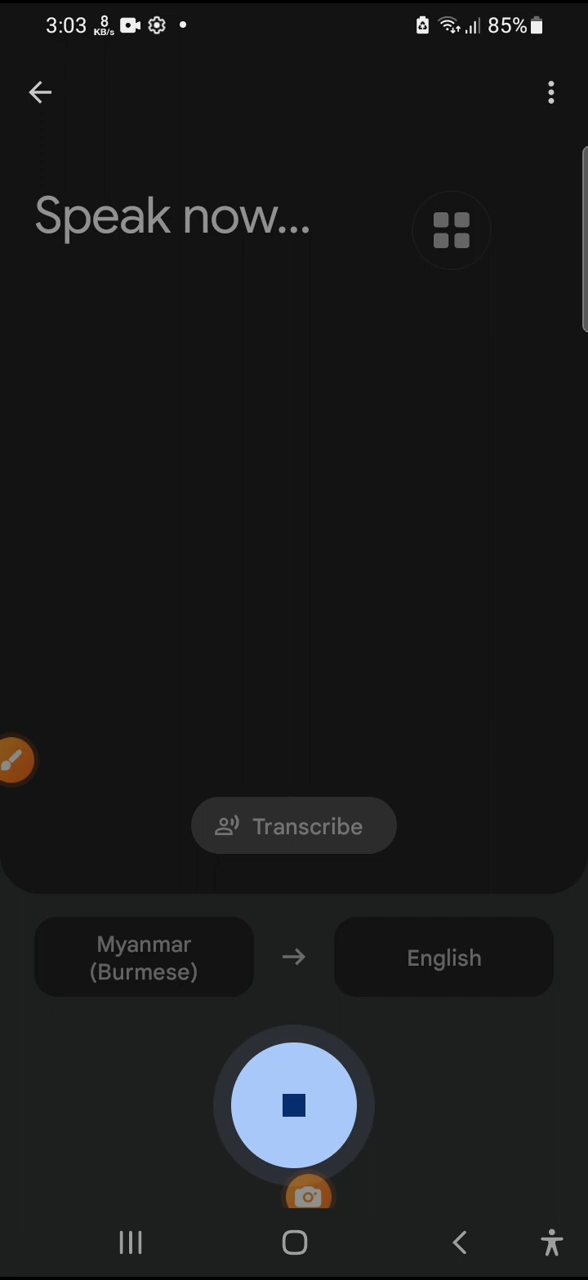 3:03 8 KB/s 85%
Speak now...
Transcribe
Myanmar
(Burmese)
English